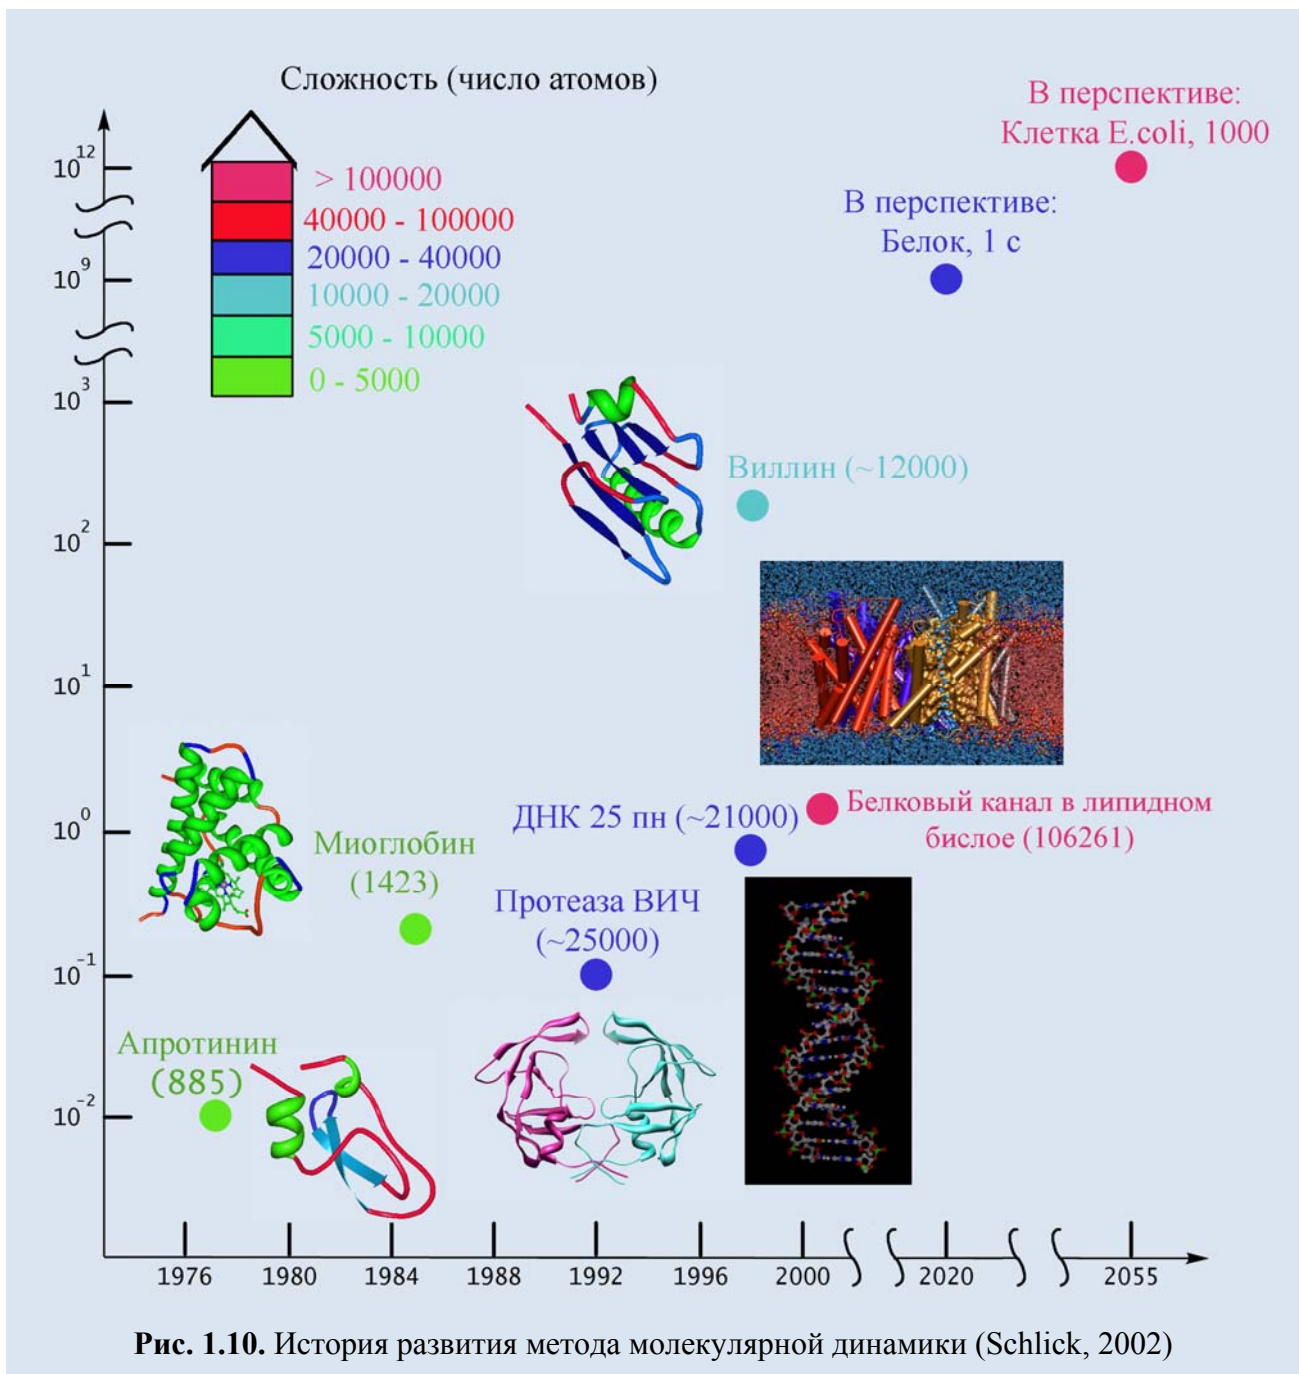 Сложность (число атомов)
> 100000
40000 - 100000
20000 - 40000
10000 - 20000
5000 - 10000
0 - 5000
В перспективе:
Клетка E.coli, 1000
В перспективе:
Белок, 1 с
10^12
10^9
10^3
10^2
10^1
10^0
10^-1
10^-2
Виллин (~12000)
Белковый канал в липидном
бислое (106261)
ДНК 25 пн (~21000)
Миоглобин
(1423)
Протеаза ВИЧ
(~25000)
Апротинин
(885)
1976 1980 1984 1988 1992 1996 2000 2020 2055
Рис. 1.10. История развития метода молекулярной динамики (Schlick, 2002)